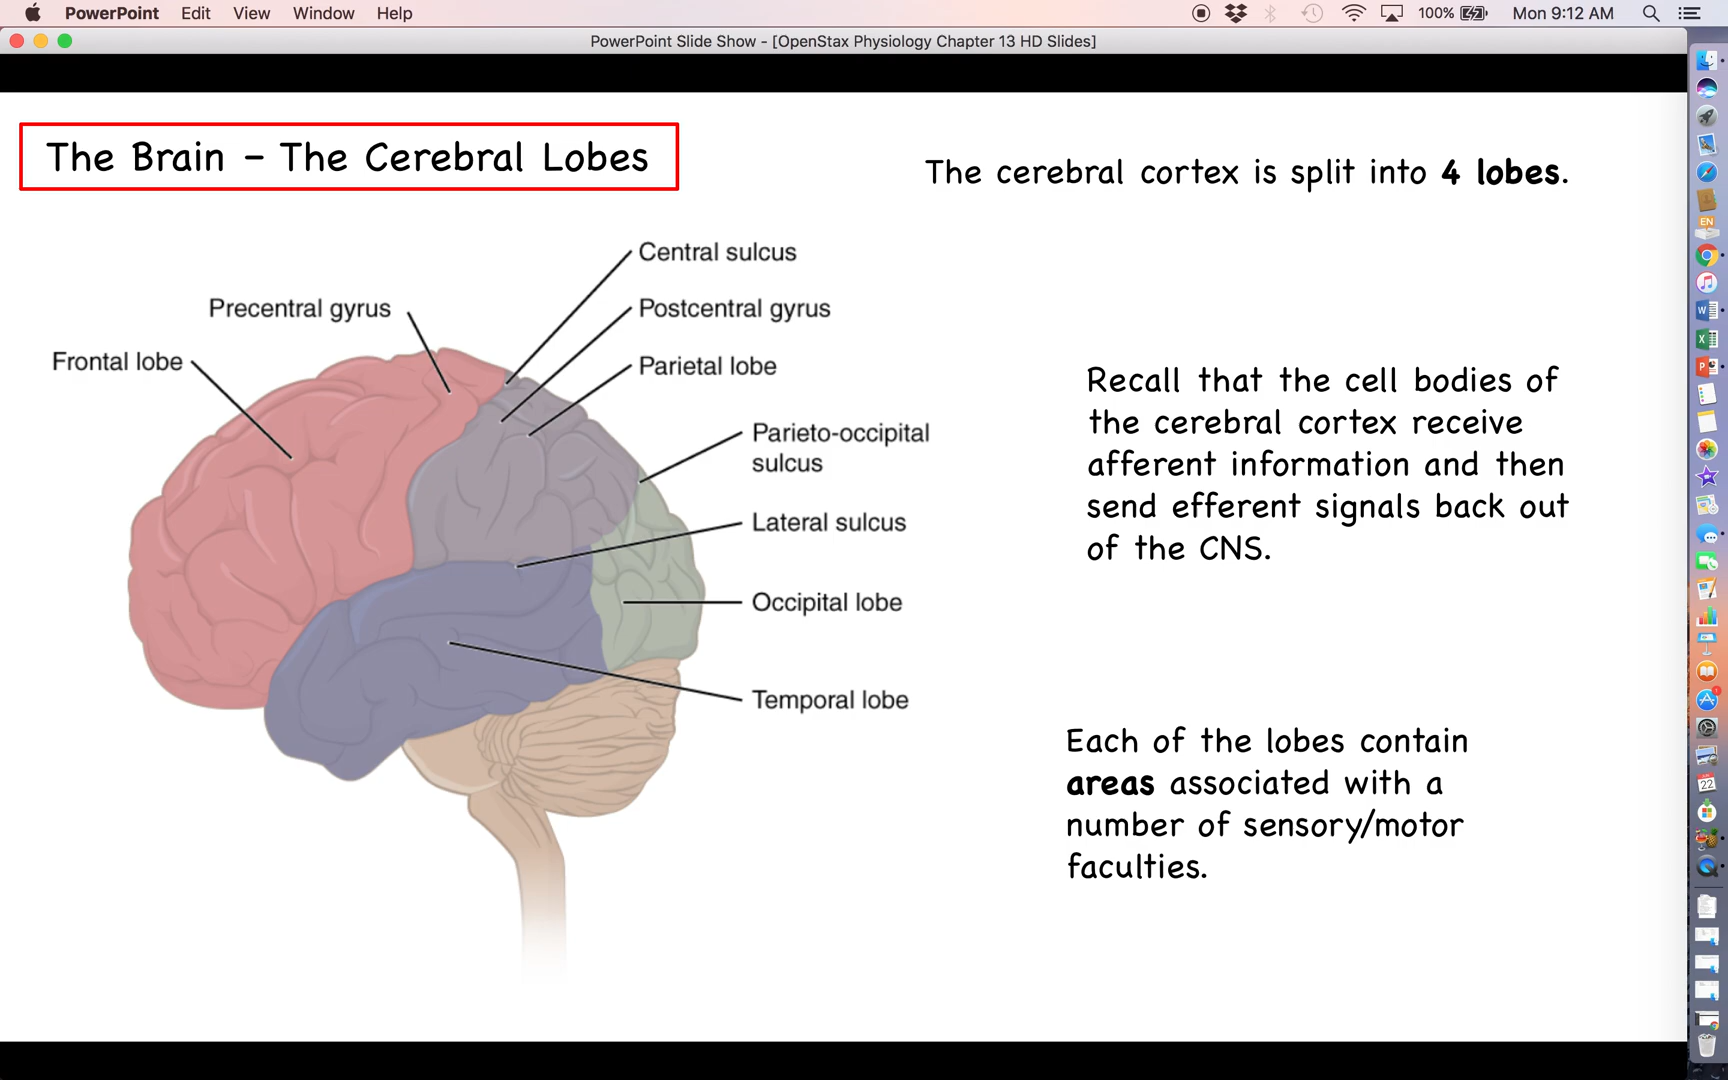 PowerPoint Edit View Window Help 100% Mon 9:12 AM
PowerPoint Slide Show - [OpenStax Physiology Chapter 13 HD Slides]
The Brain – The Cerebral Lobes
The cerebral cortex is split into 4 lobes.
Central sulcus
Precentral gyrus
Postcentral gyrus
Frontal lobe
Parietal lobe
Parieto-occipital
sulcus
Lateral sulcus
Occipital lobe
Temporal lobe
Recall that the cell bodies of
the cerebral cortex receive
afferent information and then
send efferent signals back out
of the CNS.
Each of the lobes contain
areas associated with a
number of sensory/motor
faculties.
EN
22